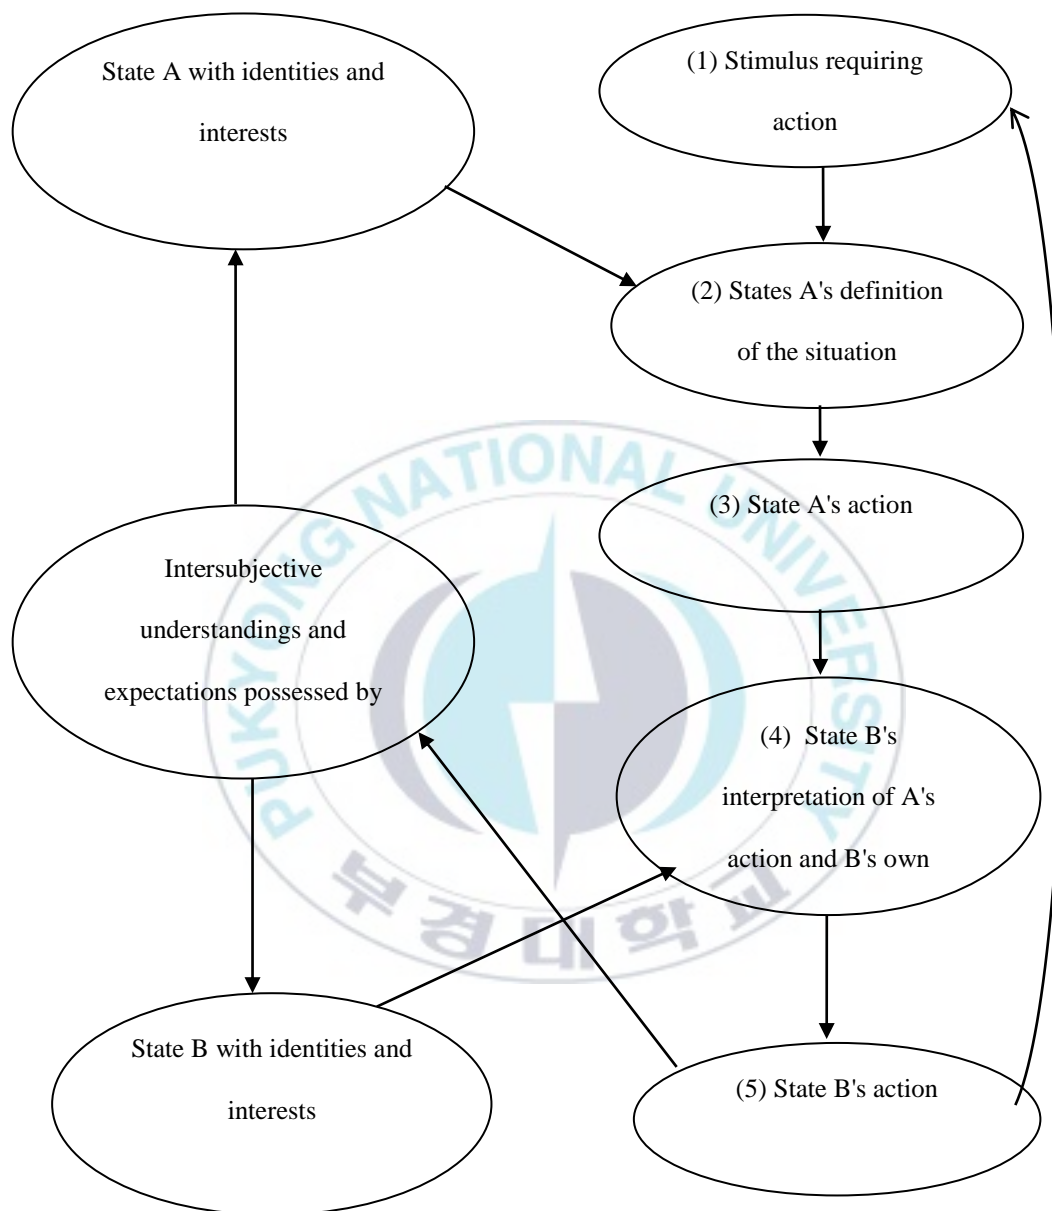 State A with identities and
interests
(1) Stimulus requiring
action
(2) States A's definition
of the situation
(3) State A's action
Intersubjective
understandings and
expectations possessed by
(4) State B's
interpretation of A's
action and B's own
State B with identities and
interests
(5) State B's action
PUKYONG NATIONAL UNIVERSITY
부경대학교